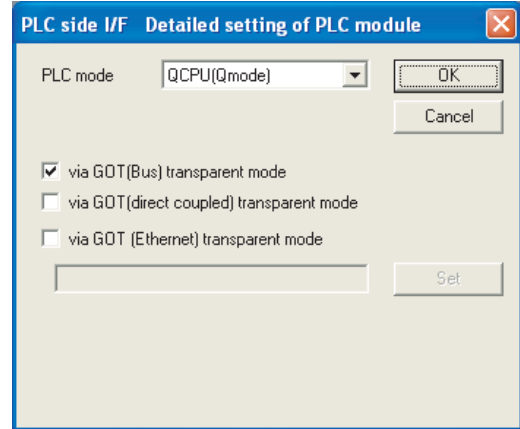 PLC side I/F Detailed setting of PLC module
PLC mode QCPU(Qmode) OK
Cancel
via GOT(Bus) transparent mode
via GOT(direct coupled) transparent mode
via GOT (Ethernet) transparent mode
Set